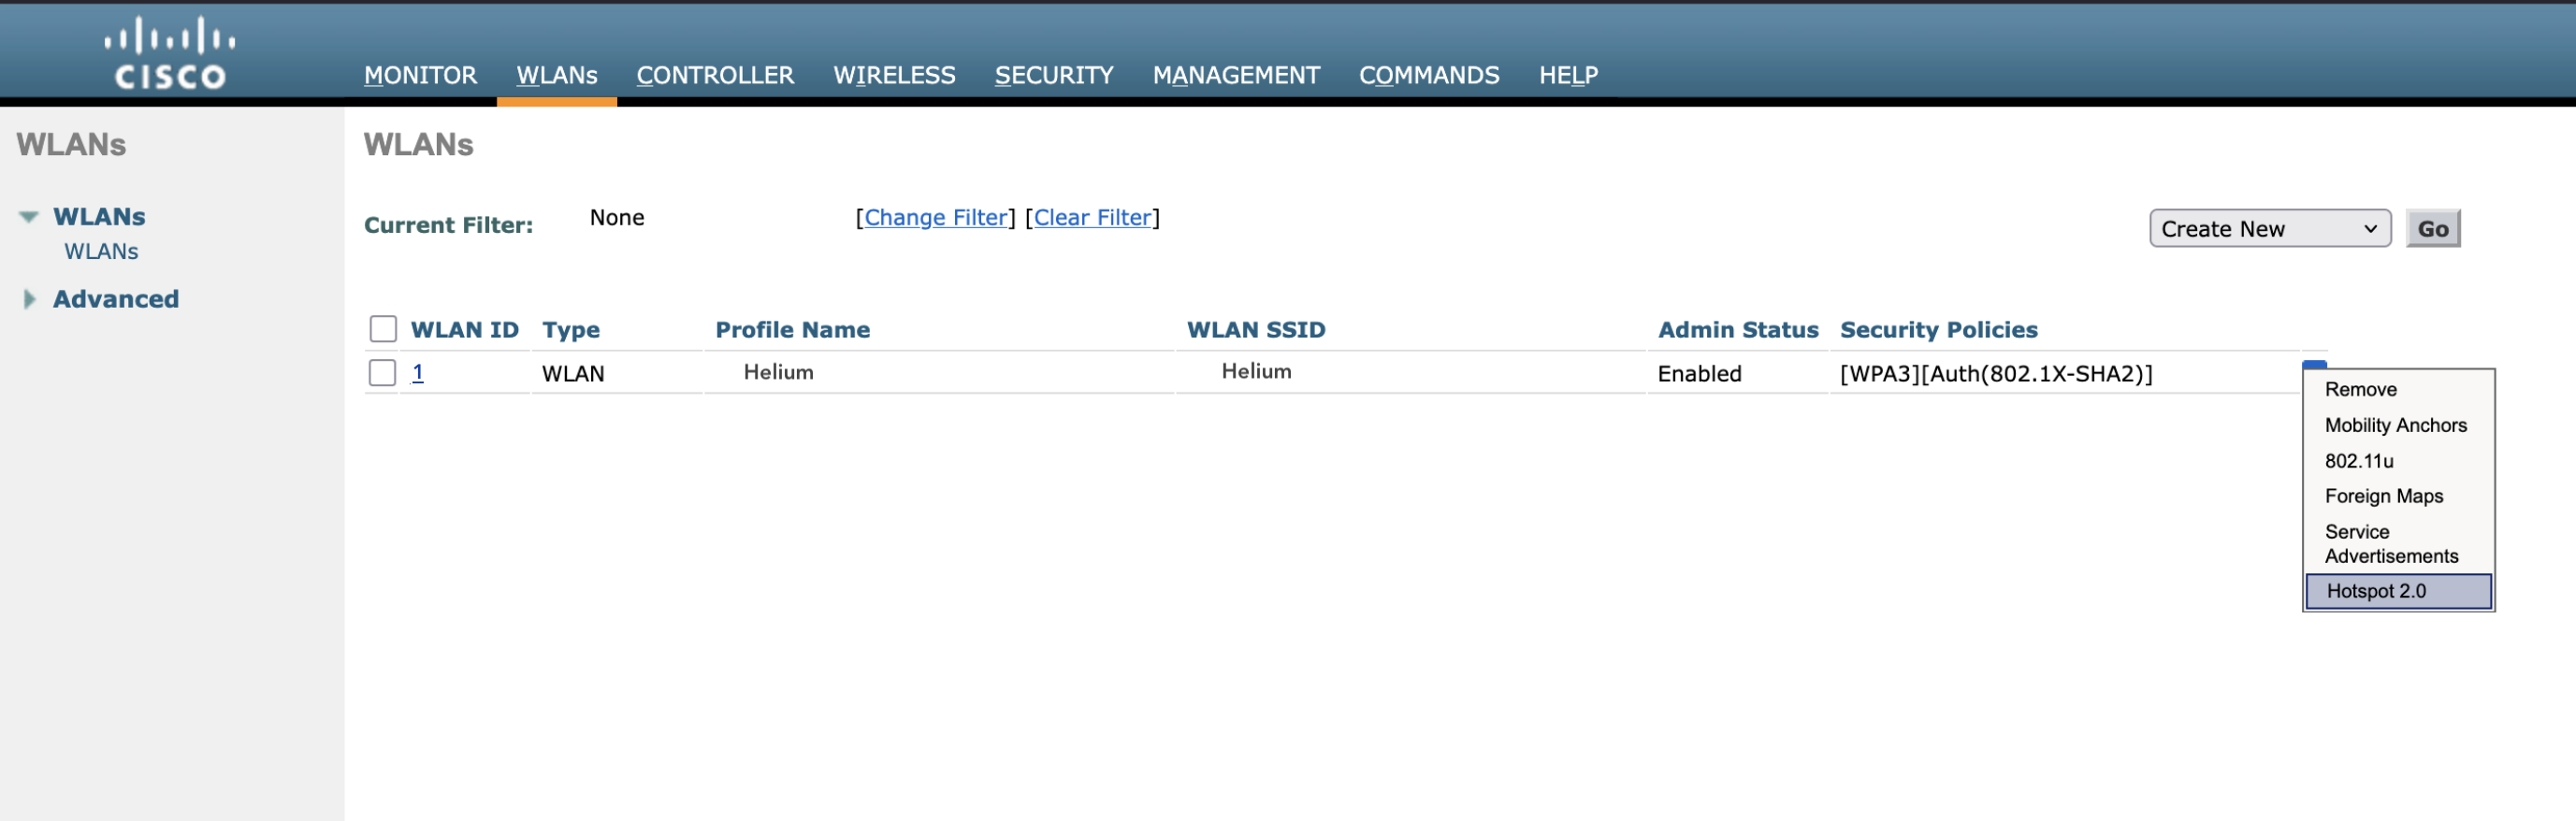 CISCO
MONITOR WLANs CONTROLLER WIRELESS SECURITY MANAGEMENT COMMANDS HELP
WLANs
WLANs
WLANs
Advanced
WLANs
Current Filter: None [Change Filter] [Clear Filter]
Create New Go
WLAN ID Type Profile Name WLAN SSID Admin Status Security Policies
1 WLAN Helium Helium Enabled [WPA3][Auth(802.1X-SHA2)]
Remove
Mobility Anchors
802.11u
Foreign Maps
Service
Advertisements
Hotspot 2.0